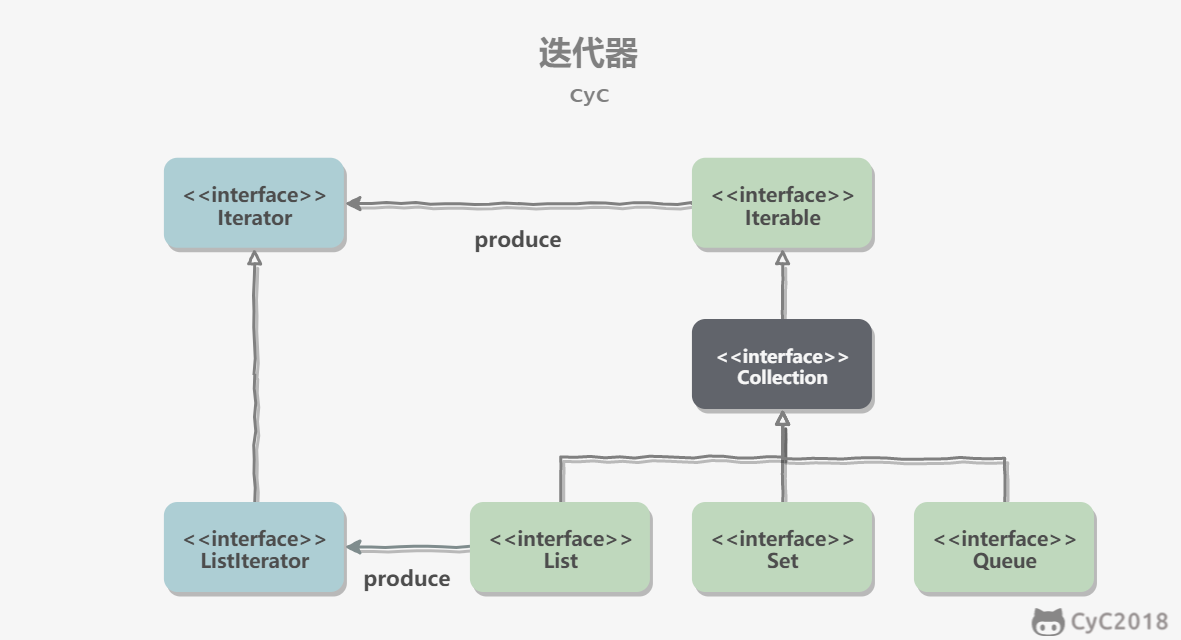 迭代器
CyC
<<interface>>
Iterator
<<interface>>
Iterable
produce
<<interface>>
Collection
<<interface>>
ListIterator
<<interface>>
List
<<interface>>
Set
<<interface>>
Queue
produce
CyC2018